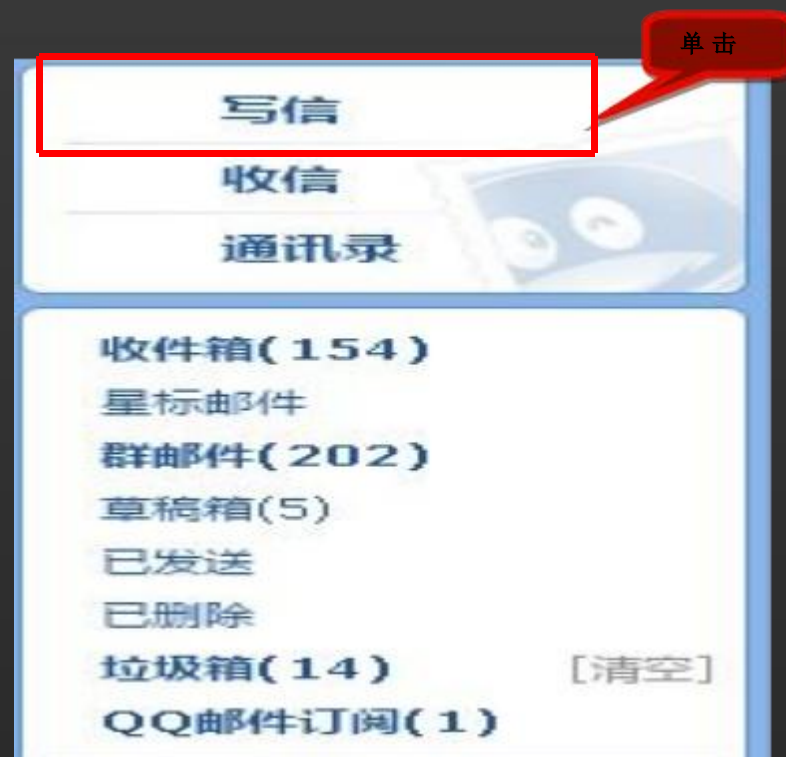 单击
写信
收信
通讯录
收件箱(154)
星标邮件
群邮件(202)
草稿箱(5)
已发送
已删除
垃圾箱(14) [清空]
QQ邮件订阅(1)